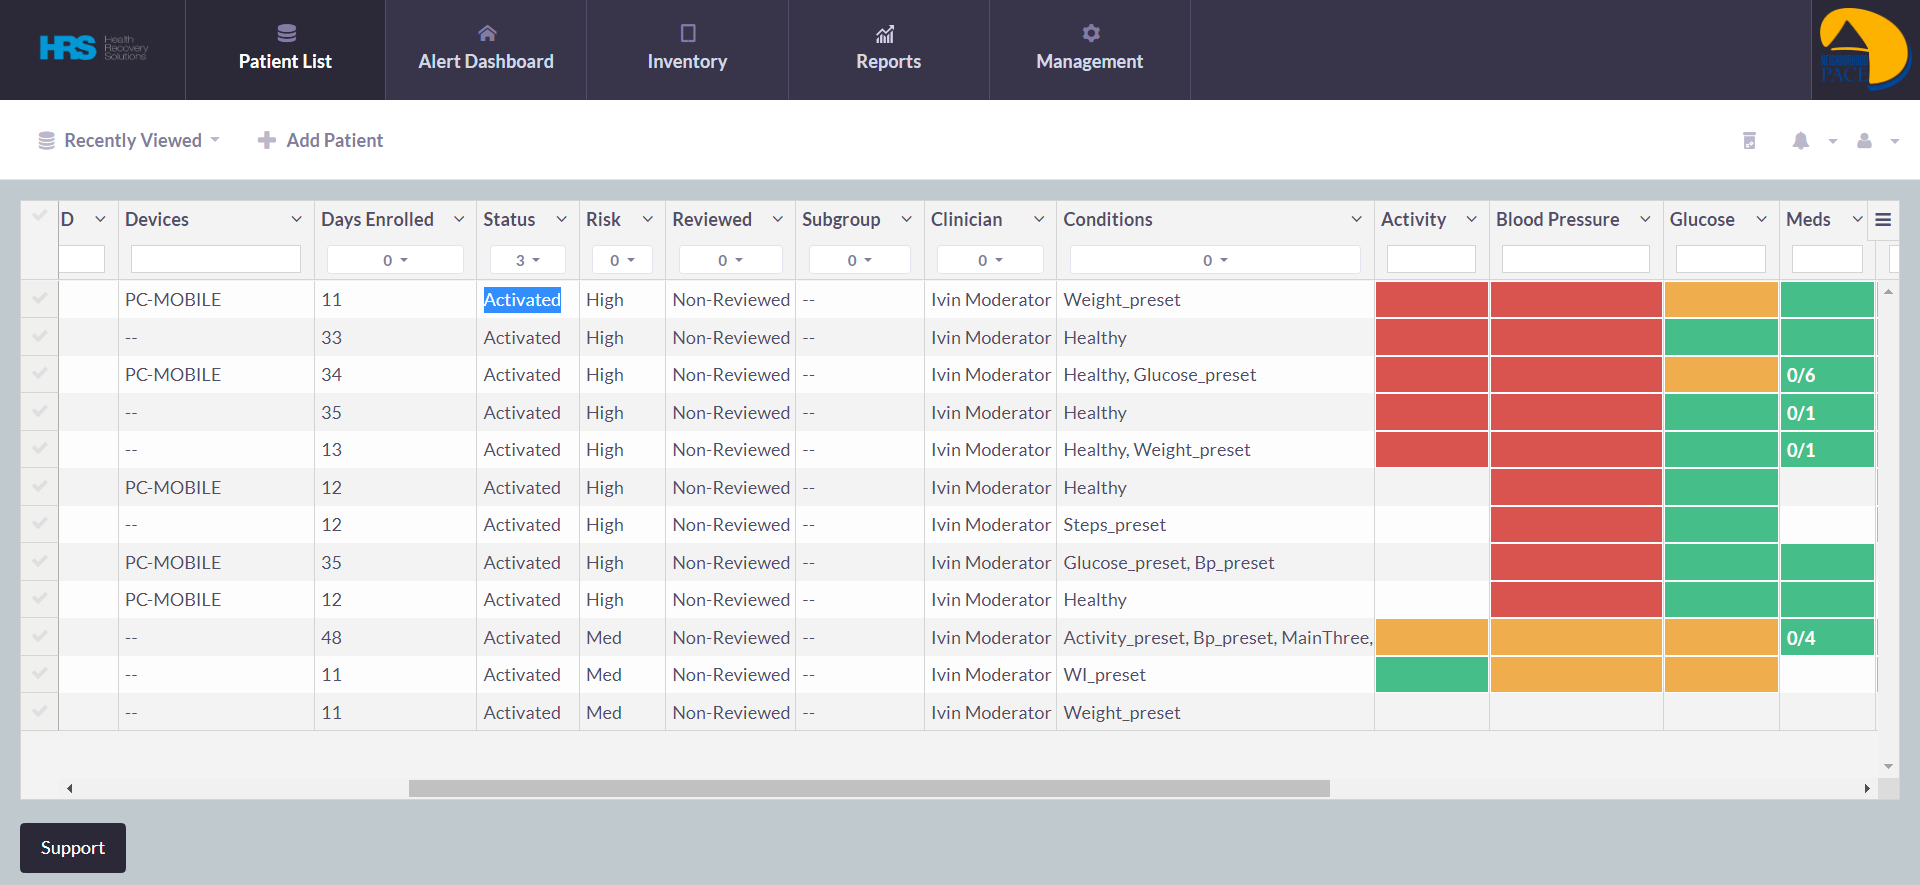 HRS Health Recovery Solutions
Patient List Alert Dashboard Inventory Reports Management
PACE
Recently Viewed Add Patient
D Devices Days Enrolled Status Risk Reviewed Subgroup Clinician Conditions Activity Blood Pressure Glucose Meds
0 3 0 0 0 0 0
PC-MOBILE 11 Activated High Non-Reviewed -- Ivin Moderator Weight_preset
-- 33 Activated High Non-Reviewed -- Ivin Moderator Healthy
PC-MOBILE 34 Activated High Non-Reviewed -- Ivin Moderator Healthy, Glucose_preset 0/6
-- 35 Activated High Non-Reviewed -- Ivin Moderator Healthy 0/1
-- 13 Activated High Non-Reviewed -- Ivin Moderator Healthy, Weight_preset 0/1
PC-MOBILE 12 Activated High Non-Reviewed -- Ivin Moderator Healthy
-- 12 Activated High Non-Reviewed -- Ivin Moderator Steps_preset
PC-MOBILE 35 Activated High Non-Reviewed -- Ivin Moderator Glucose_preset, Bp_preset
PC-MOBILE 12 Activated High Non-Reviewed -- Ivin Moderator Healthy
-- 48 Activated Med Non-Reviewed -- Ivin Moderator Activity_preset, Bp_preset, MainThree, 0/4
-- 11 Activated Med Non-Reviewed -- Ivin Moderator WI_preset
-- 11 Activated Med Non-Reviewed -- Ivin Moderator Weight_preset
Support